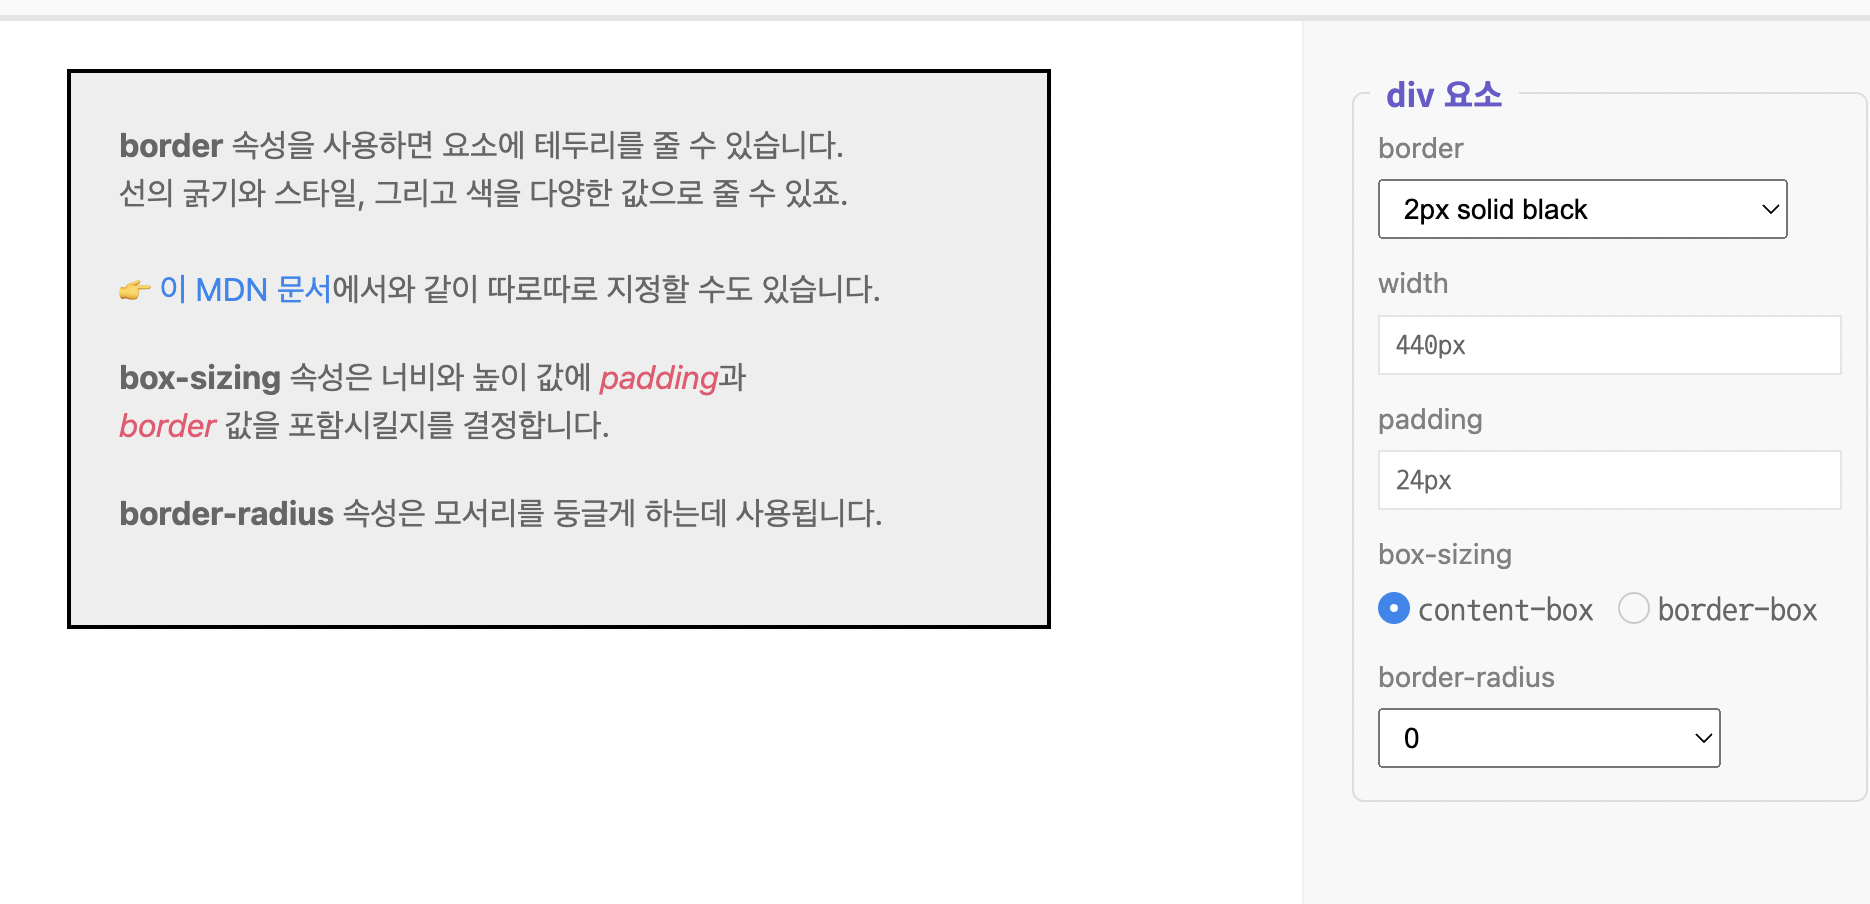 border 속성을 사용하면 요소에 테두리를 줄 수 있습니다.
선의 굵기와 스타일, 그리고 색을 다양한 값으로 줄 수 있죠.
👉 이 MDN 문서에서와 같이 따로따로 지정할 수도 있습니다.
box-sizing 속성은 너비와 높이 값에 padding과
border 값을 포함시킬지를 결정합니다.
border-radius 속성은 모서리를 둥글게 하는데 사용됩니다.
div 요소
border
2px solid black
width
440px
padding
24px
box-sizing
content-box border-box
border-radius
0